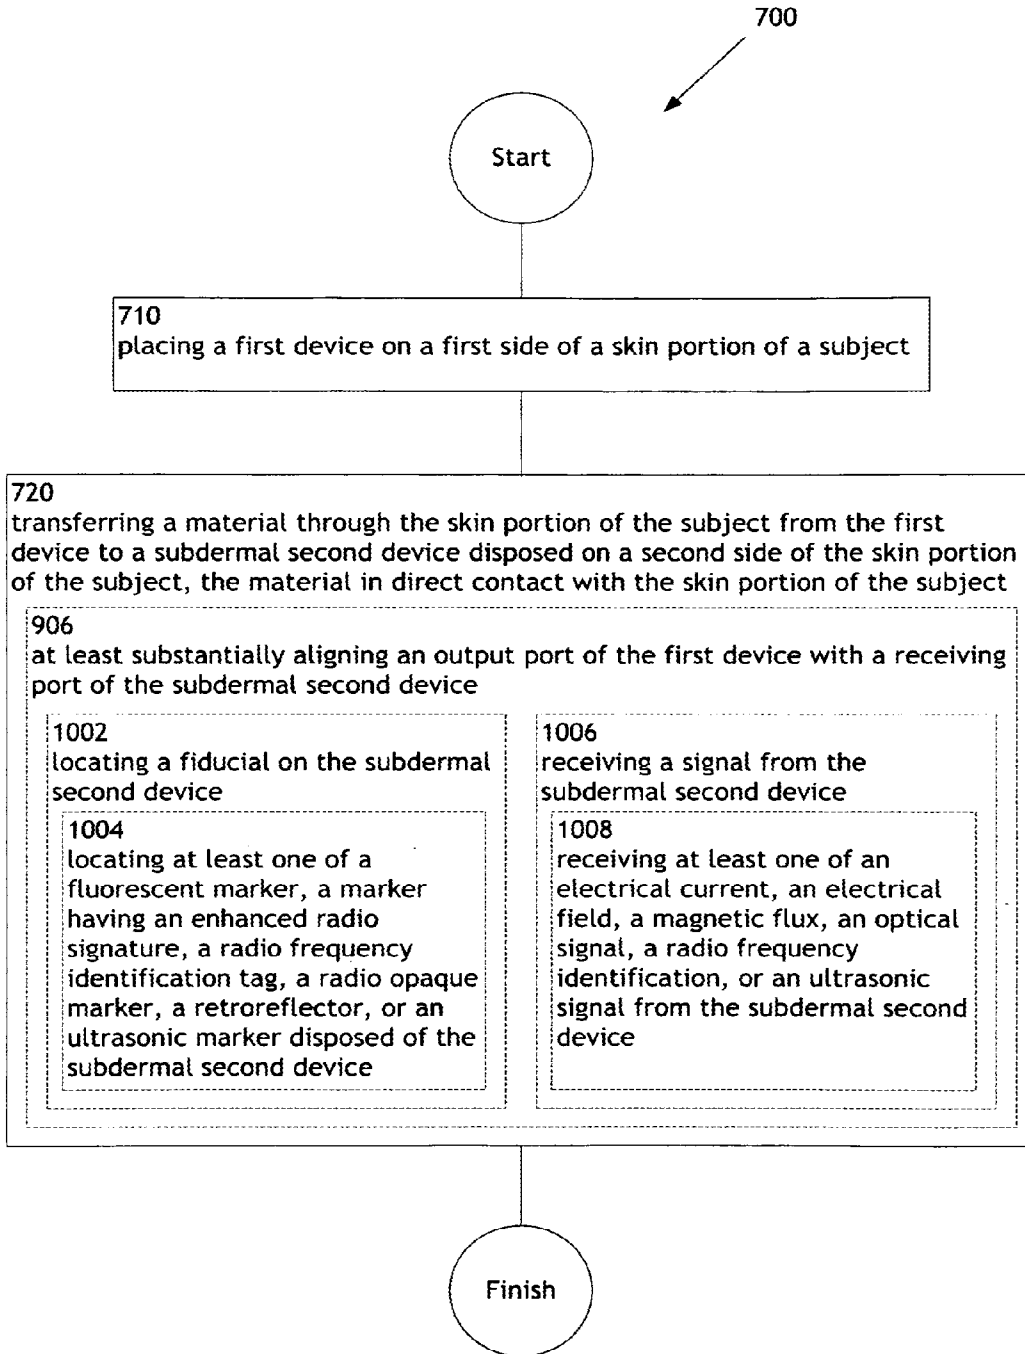 700
Start
710
placing a first device on a first side of a skin portion of a subject
720
transferring a material through the skin portion of the subject from the first
device to a subdermal second device disposed on a second side of the skin portion
of the subject, the material in direct contact with the skin portion of the subject
906
at least substantially aligning an output port of the first device with a receiving
port of the subdermal second device
1002
locating a fiducial on the subdermal
second device
1004
locating at least one of a
fluorescent marker, a marker
having an enhanced radio
signature, a radio frequency
identification tag, a radio opaque
marker, a retroreflector, or an
ultrasonic marker disposed of the
subdermal second device
1006
receiving a signal from the
subdermal second device
1008
receiving at least one of an
electrical current, an electrical
field, a magnetic flux, an optical
signal, a radio frequency
identification, or an ultrasonic
signal from the subdermal second
device
Finish